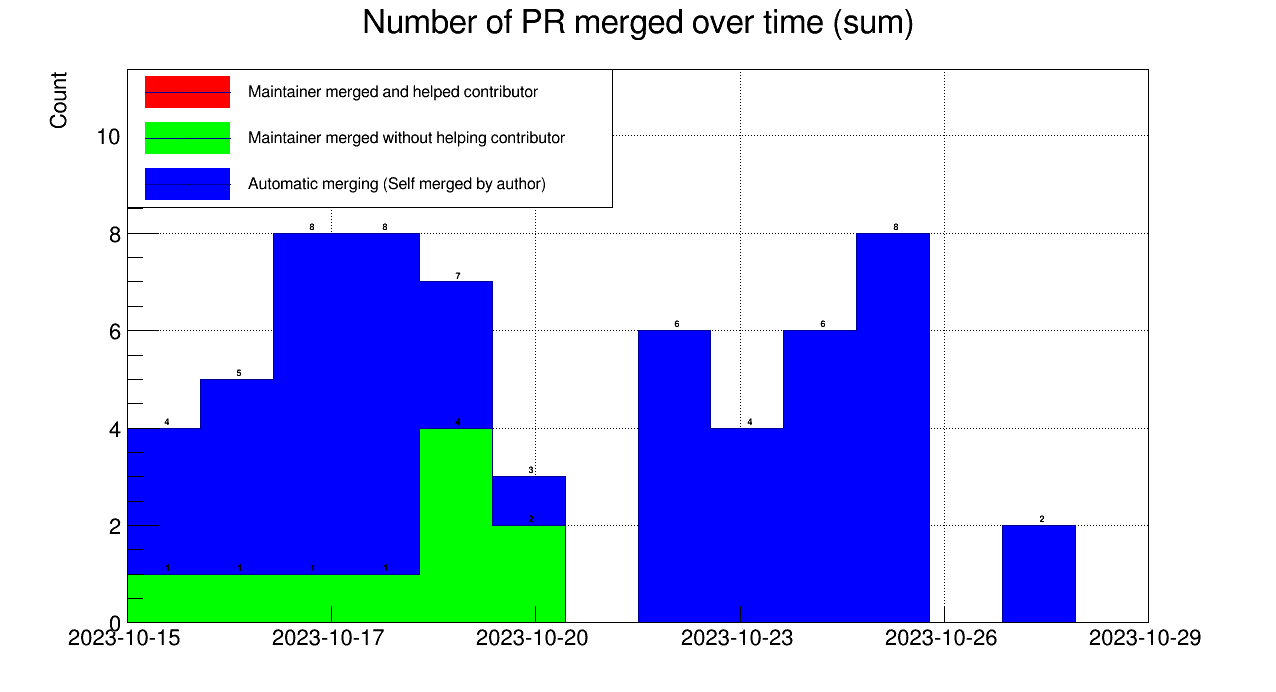 Number of PR merged over time (sum)
Count
Maintainer merged and helped contributor
Maintainer merged without helping contributor
Automatic merging (Self merged by author)
10
8
6
4
2
0
8 8 8
7
6 6
5
4 4 4
3
2 2
1 1 1 1
2023-10-15 2023-10-17 2023-10-20 2023-10-23 2023-10-26 2023-10-29